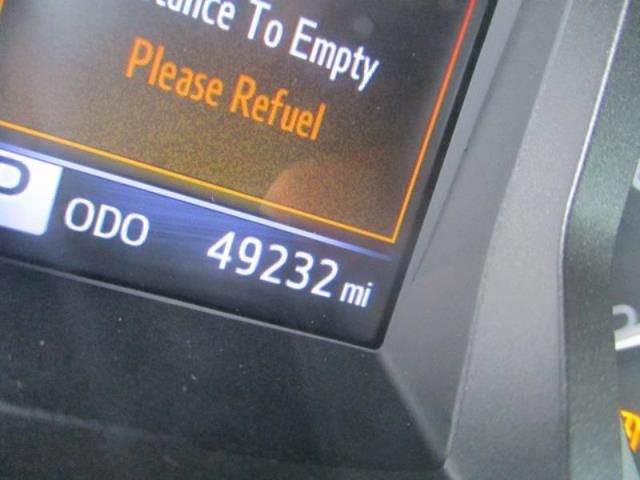 To Empty
Please Refuel
P
ODO 49232 mi